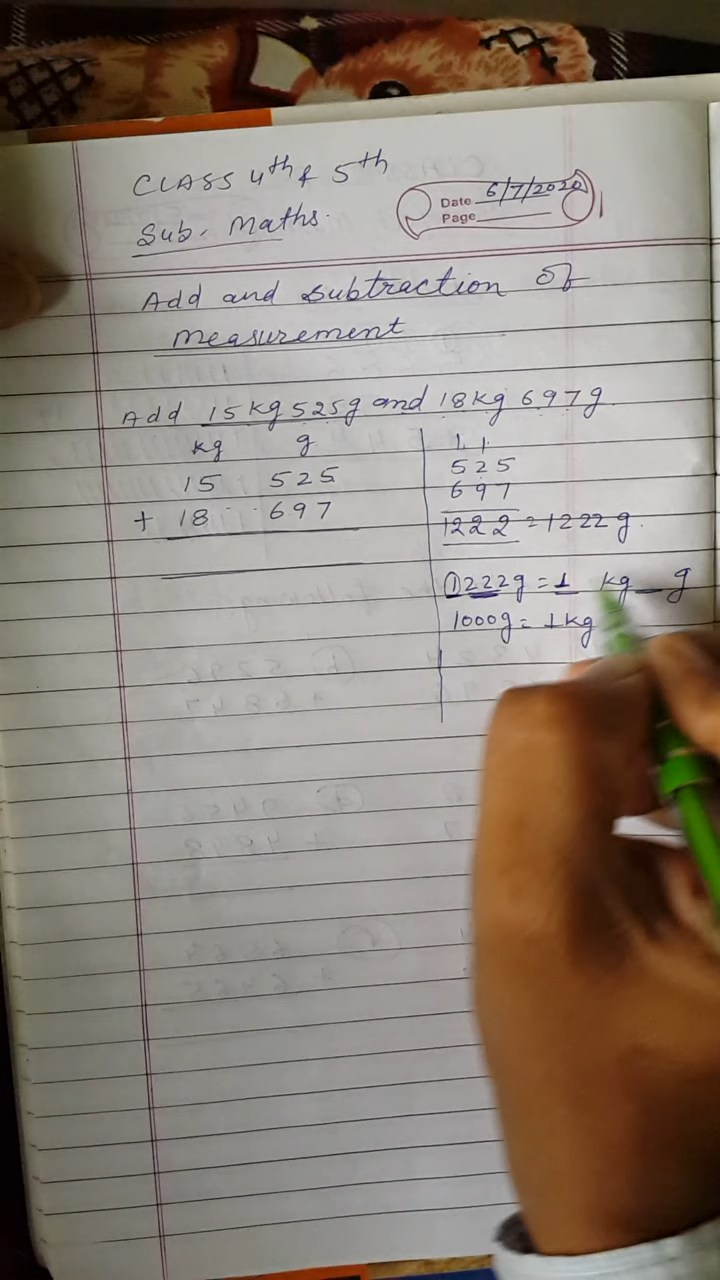 CLASS 4th & 5th
Sub. Maths.
Date 6/7/2020
Page
Add and Subtraction Of
measurement
Add 15kg 525g and 18kg 697g
kg g
15 525
+ 18 697
1 1
525
697
1222 = 1222g.
1222g = 1 kg _ g
1000g = 1kg